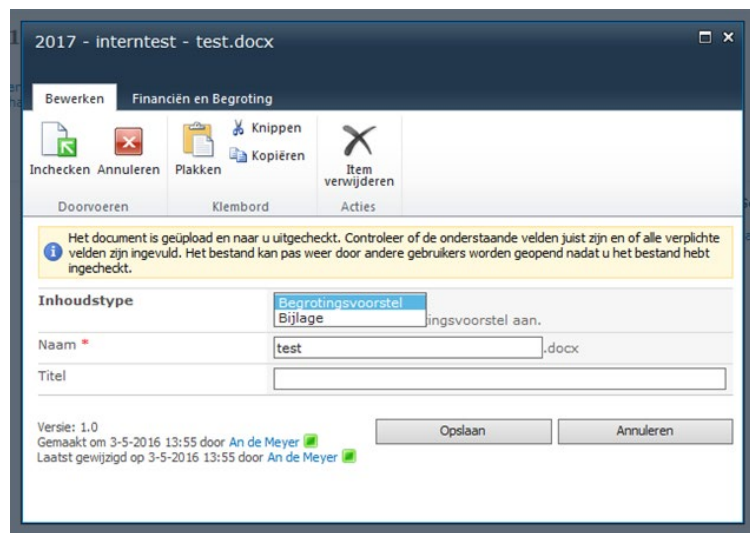 2017 - interntest - test.docx
Bewerken Financiën en Begroting
Knippen
Kopiëren
Inchecken Annuleren Plakken Item
verwijderen
Doorvoeren Klembord Acties
Het document is geüpload en naar u uitgecheckt. Controleer of de onderstaande velden juist zijn en of alle verplichte
velden zijn ingevuld. Het bestand kan pas weer door andere gebruikers worden geopend nadat u het bestand hebt
ingecheckt.
Inhoudstype Begrotingsvoorstel
Bijlage ingsvoorstel aan.
Naam * test .docx
Titel
Versie: 1.0
Gemaakt om 3-5-2016 13:55 door An de Meyer
Laatst gewijzigd op 3-5-2016 13:55 door An de Meyer
Opslaan Annuleren